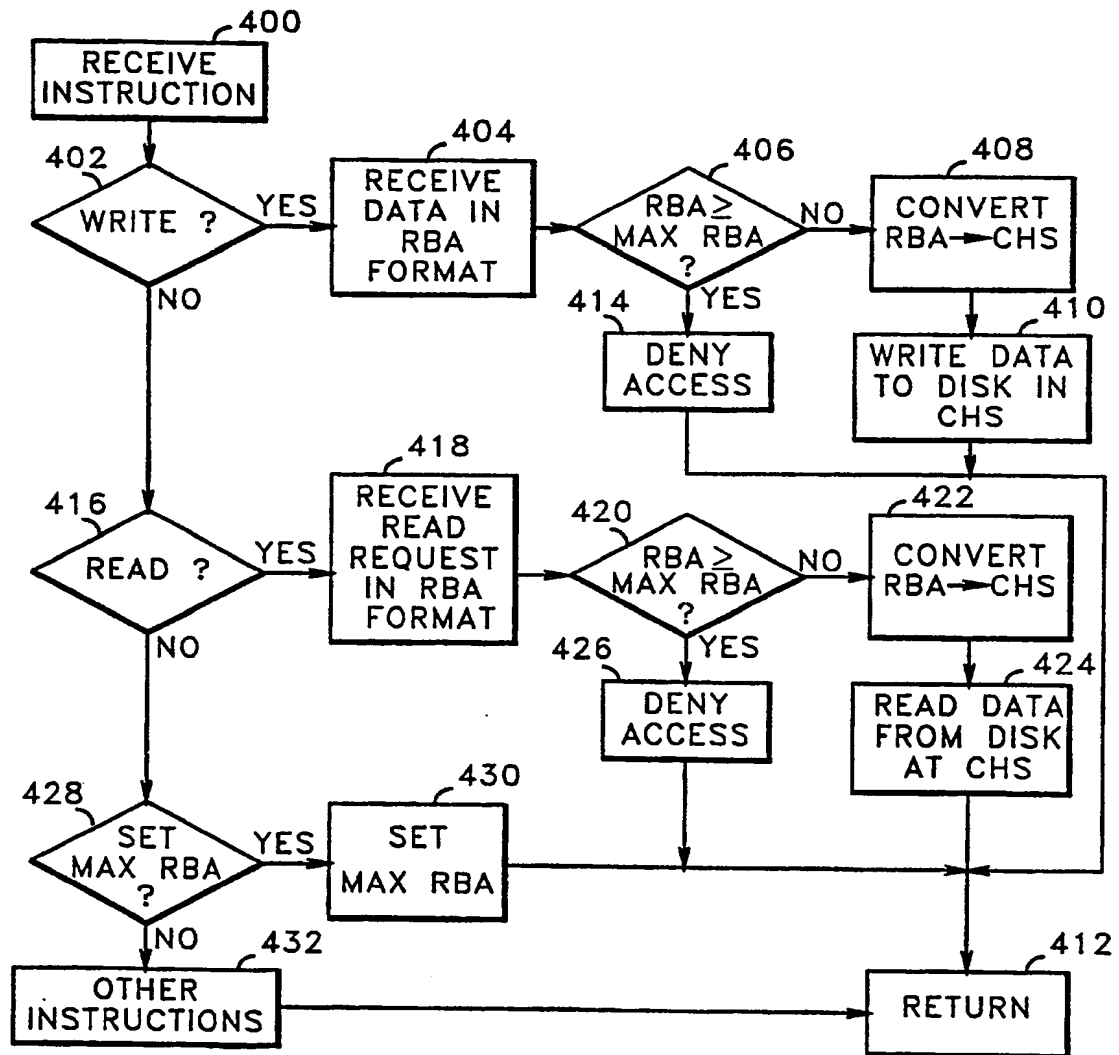 400
RECEIVE
INSTRUCTION
402
WRITE ?
YES
NO
404
RECEIVE
DATA IN
RBA
FORMAT
406
RBA≥
MAX RBA
?
NO
YES
408
CONVERT
RBA→CHS
414
DENY
ACCESS
410
WRITE DATA
TO DISK IN
CHS
416
READ ?
YES
NO
418
RECEIVE
READ
REQUEST
IN RBA
FORMAT
420
RBA≥
MAX RBA
?
NO
YES
422
CONVERT
RBA→CHS
426
DENY
ACCESS
424
READ DATA
FROM DISK
AT CHS
428
SET
MAX RBA
?
YES
NO
430
SET
MAX RBA
432
OTHER
INSTRUCTIONS
412
RETURN